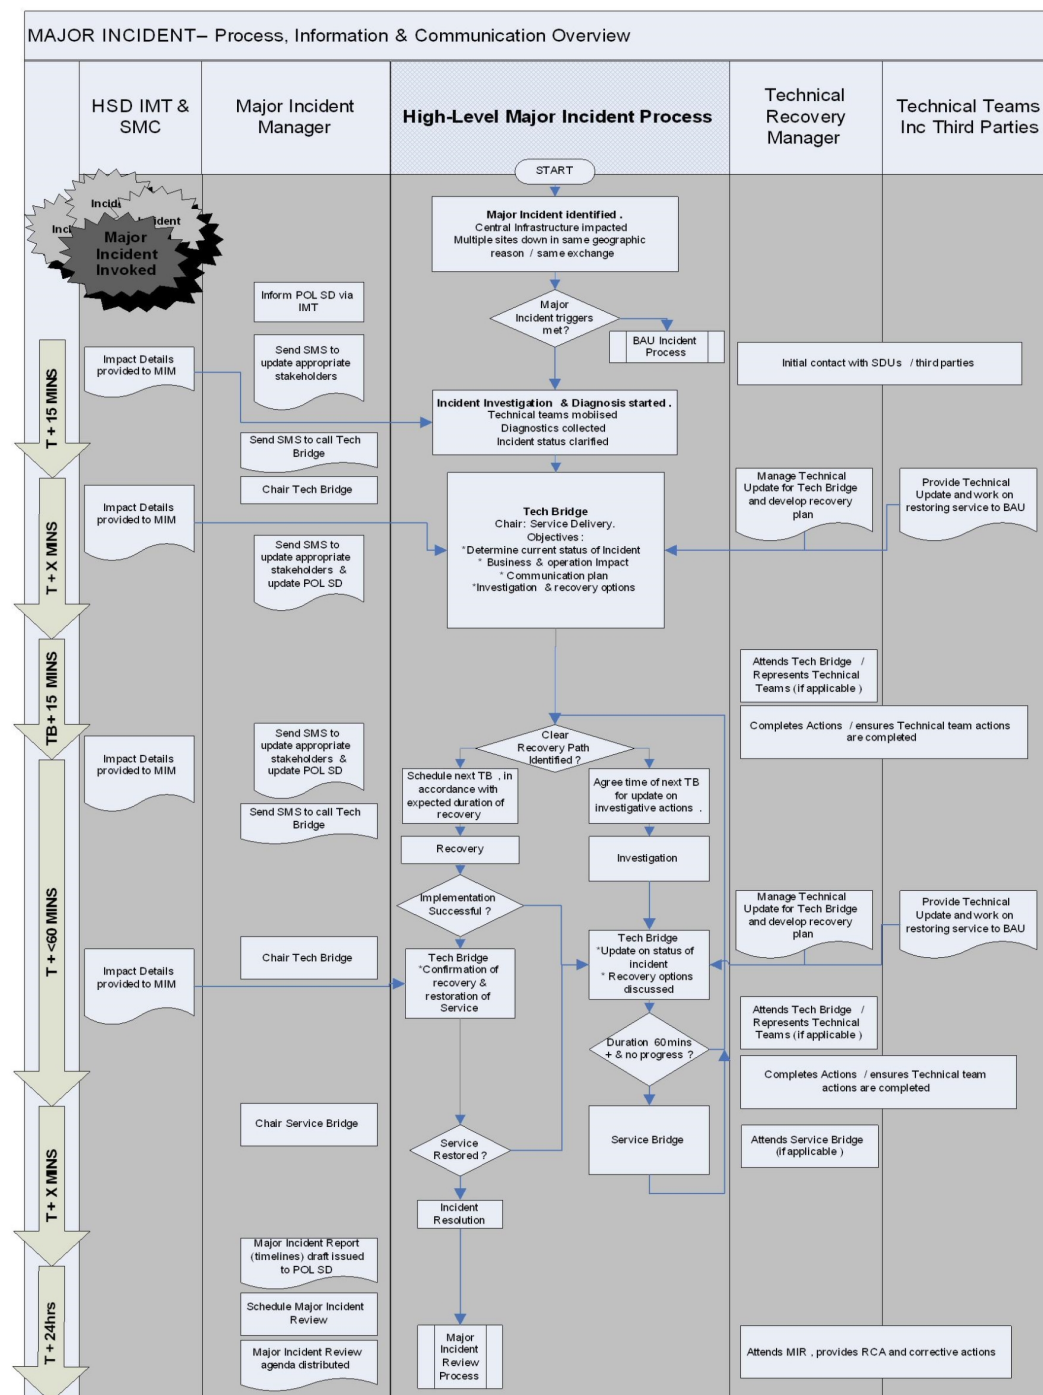 MAJOR INCIDENT– Process, Information & Communication Overview
HSD IMT &
SMC
Major Incident
Manager
High-Level Major Incident Process
Technical
Recovery
Manager
Technical Teams
Inc Third Parties
START
Major Incident identified .
Central Infrastructure impacted
Multiple sites down in same geographic
reason / same exchange
Major
Incident
Invoked
Inform POL SD via
IMT
Major
Incident triggers
met?
BAU Incident
Process
T + 15 MINS
Impact Details
provided to MIM
Send SMS to
update appropriate
stakeholders
Initial contact with SDUs / third parties
Incident Investigation & Diagnosis started .
Technical teams mobiised
Diagnostics collected
Incident status clarified
Send SMS to call Tech
Bridge
T + X MINS
Impact Details
provided to MIM
Chair Tech Bridge
Send SMS to
update appropriate
stakeholders &
update POL SD
Tech Bridge
Chair: Service Delivery.
Objectives :
*Determine current status of Incident
* Business & operation Impact
* Communication plan
*Investigation & recovery options
Manage Technical
Update for Tech Bridge
and develop recovery
plan
Provide Technical
Update and work on
restoring service to BAU
TB+ 15 MINS
Attends Tech Bridge /
Represents Technical
Teams (if applicable )
Completes Actions / ensures Technical team actions
are completed
Clear
Recovery Path
Identified ?
Impact Details
provided to MIM
Send SMS to
update appropriate
stakeholders &
update POL SD
Send SMS to call Tech
Bridge
Schedule next TB , in
accordance with
expected duration of
recovery
Agree time of next TB
for update on
investigative actions .
T + <60 MINS
Recovery
Investigation
Implementation
Successful ?
Manage Technical
Update for Tech Bridge
and develop recovery
plan
Provide Technical
Update and work on
restoring service to BAU
Impact Details
provided to MIM
Chair Tech Bridge
Tech Bridge
*Confirmation of
recovery &
restoration of
Service
Tech Bridge
*Update on status of
incident
* Recovery options
discussed
Attends Tech Bridge /
Represents Technical
Teams (if applicable )
Duration 60mins
+ & no progress ?
Completes Actions / ensures Technical team
actions are completed
T+ X MINS
Chair Service Bridge
Service
Restored ?
Service Bridge
Attends Service Bridge
(if applicable )
Incident
Resolution
T + 24hrs
Major Incident Report
(timelines) draft issued
to POL SD
Schedule Major Incident
Review
Major Incident Review
agenda distributed
Major
Incident
Review
Process
Attends MIR , provides RCA and corrective actions